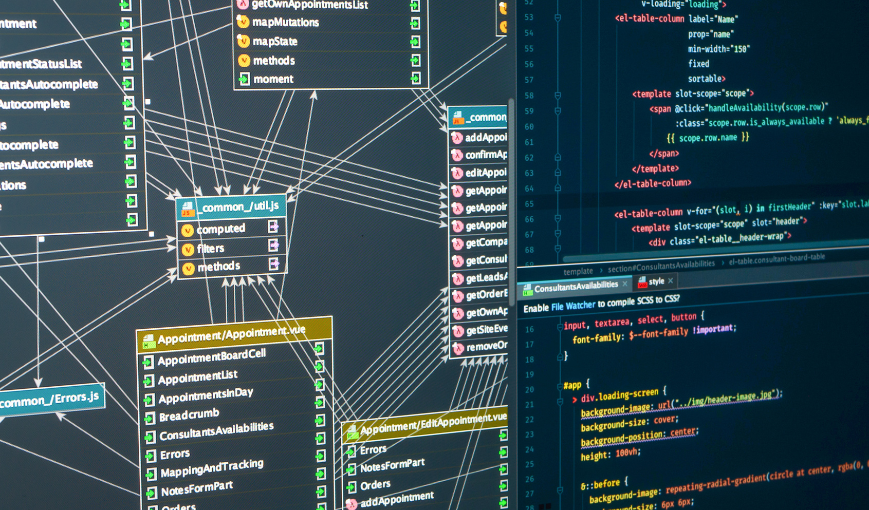 getOwnAppointmentsList
mapMutations
mapState
methods
moment
ntment
ntmentStatusList
tantsAutocomplete
Autocomplete
gs
tocomplete
entsAutocomplete
tions
_common_/util.js
computed
filters
methods
_common
addAppoi
confirmAp
editAppoi
getAppoi
getAppoi
getAppoi
getCompa
getConsul
getLeadsA
getOrderE
getOwnAp
getSiteEv
removeOr
common_/Errors.js
Appointment/Appointment.vue
AppointmentBoardCell
AppointmentList
AppointmentsInDay
Breadcrumb
ConsultantsAvailabilities
Errors
MappingAndTracking
NotesFormPart
Orders
Appointment/EditAppointment.vue
Errors
NotesFormPart
Orders
addAppointment
52 v-loading="loading">
53 <el-table-column label="Name"
54 prop="name"
55 min-width="150"
56 fixed
57 sortable>
58 <template slot-scope="scope">
59 <span @click="handleAvailability(scope.row)"
60 :class="scope.row.is_always_available ? 'always_f
61 {{ scope.row.name }}
62 </span>
63 </template>
64 </el-table-column>
65
66 <el-table-column v-for="(slot, i) in firstHeader" :key="slot.lab
67 <template slot-scope="scope" slot="header">
68 <div class="el-table__header-wrap">
template › section#ConsultantsAvailabilities › el-table.consultant-board-table
ConsultantsAvailabilities × style ×
Enable File Watcher to compile SCSS to CSS?
16 input, textarea, select, button {
17 font-family: $--font-family !important;
18 }
19
20 #app {
21 > div.loading-screen {
22 background-image: url("../img/header-image.jpg");
23 background-size: cover;
23 background-position: center;
24 height: 100vh;
25
26 &::before {
27 background-image: repeating-radial-gradient(circle at center, rgba(0, 0
28 background-size: 6px 6px;